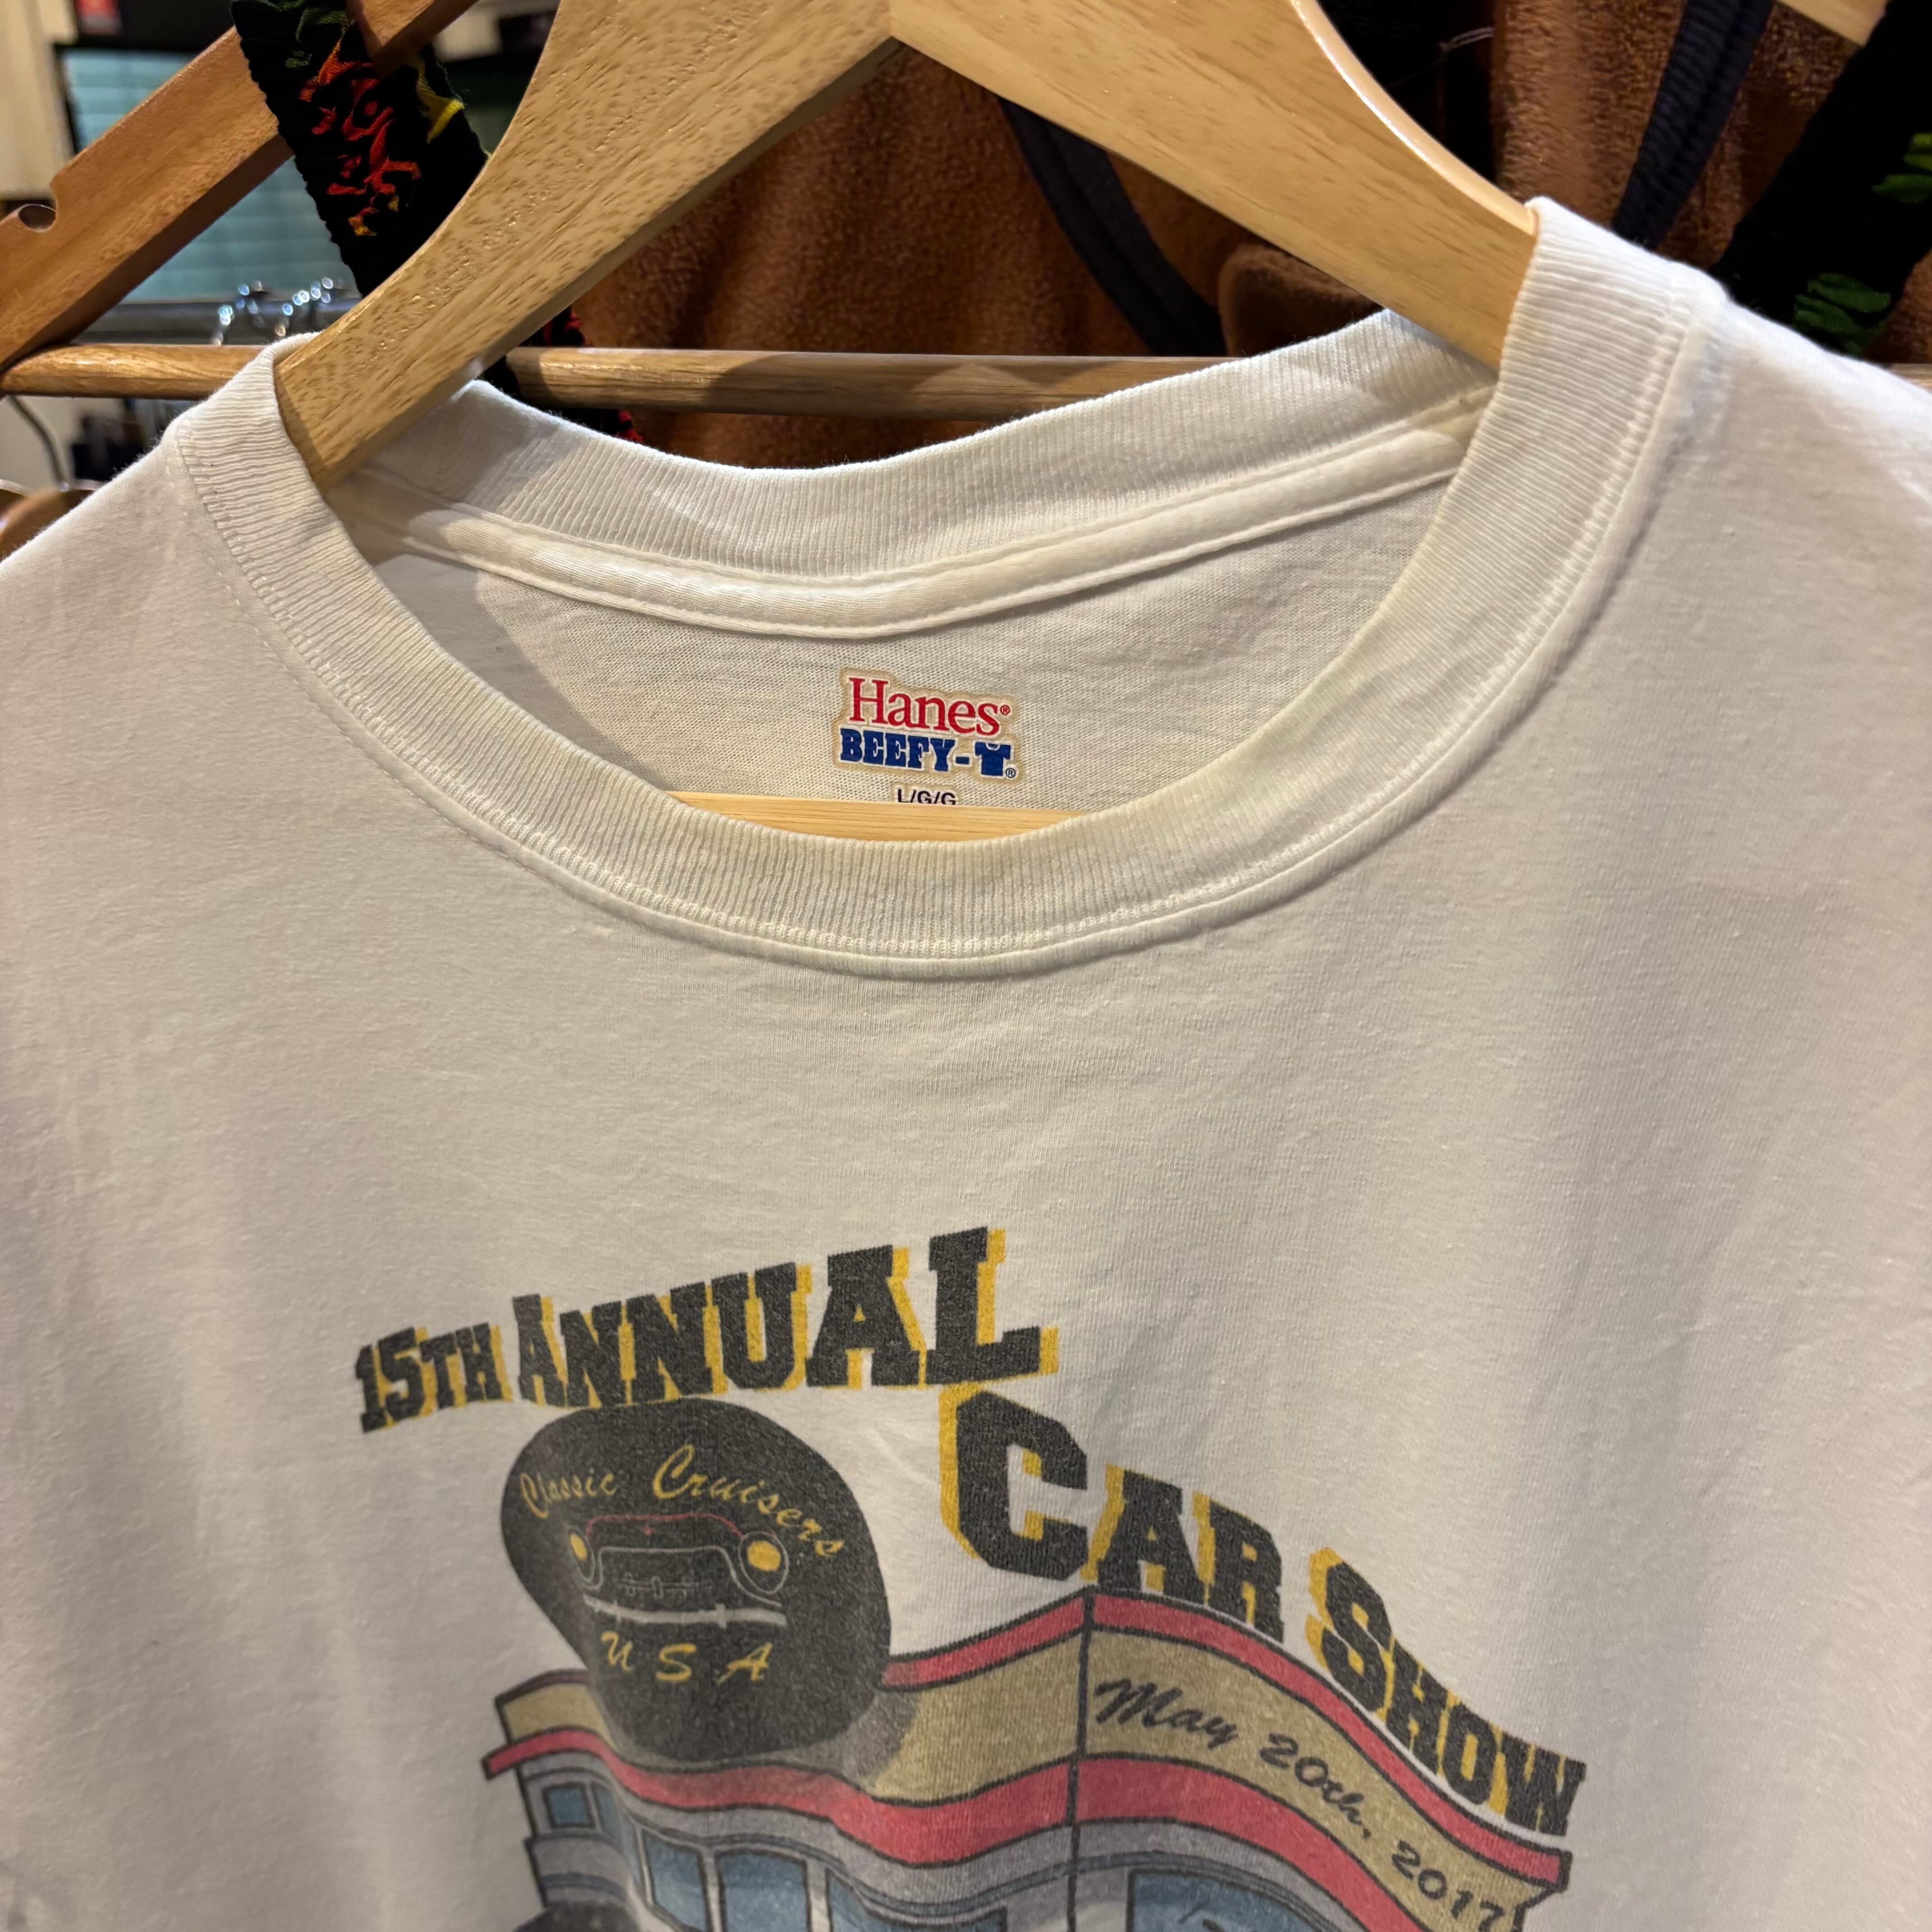 Hanes®
BEEFY-T®
L/G/G
15TH ANNUAL
CAR SHOW
Classic Cruisers
USA
May 20th, 2017